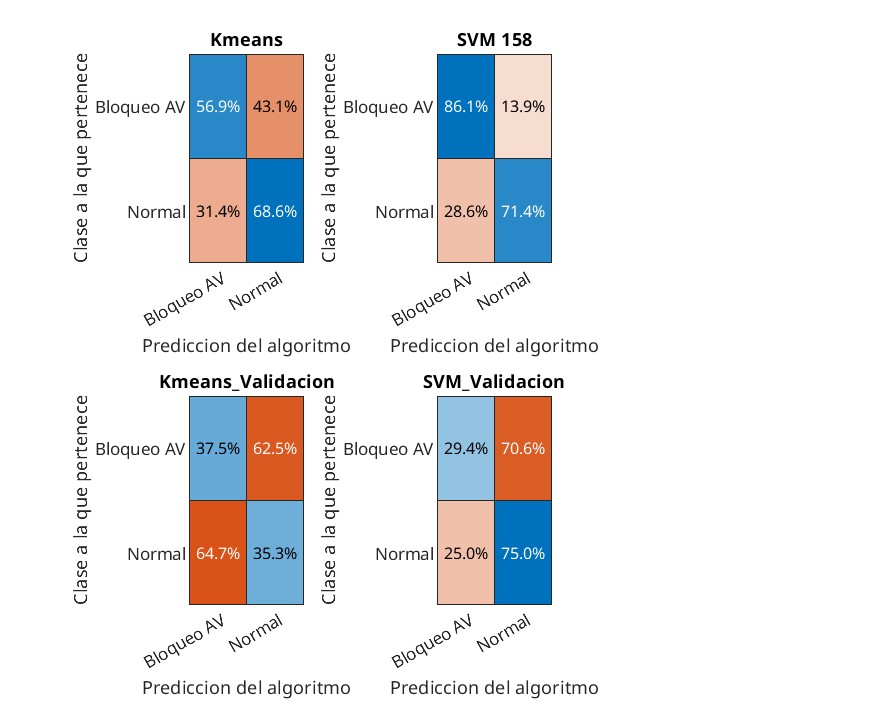 Kmeans
Clase a la que pertenece
Bloqueo AV
56.9%
43.1%
Normal
31.4%
68.6%
Bloqueo AV
Normal
Prediccion del algoritmo
SVM 158
Clase a la que pertenece
Bloqueo AV
86.1%
13.9%
Normal
28.6%
71.4%
Bloqueo AV
Normal
Prediccion del algoritmo
Kmeans_Validacion
Clase a la que pertenece
Bloqueo AV
37.5%
62.5%
Normal
64.7%
35.3%
Bloqueo AV
Normal
Prediccion del algoritmo
SVM_Validacion
Clase a la que pertenece
Bloqueo AV
29.4%
70.6%
Normal
25.0%
75.0%
Bloqueo AV
Normal
Prediccion del algoritmo